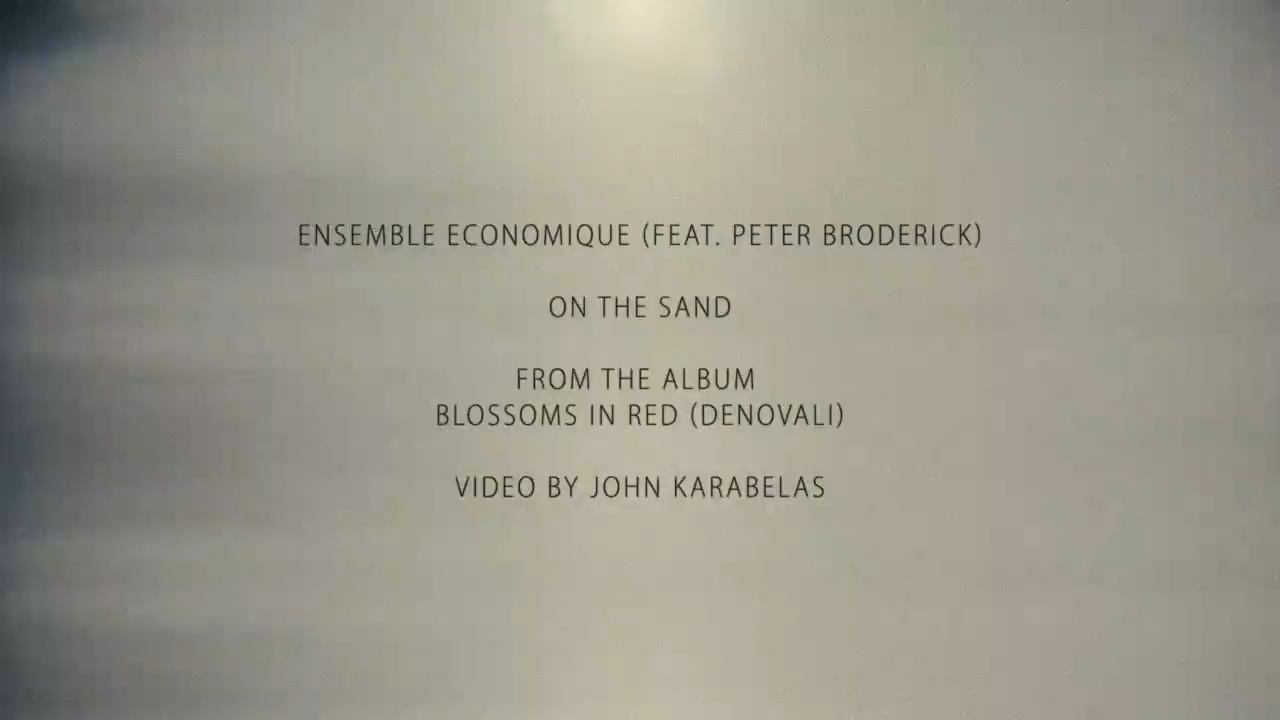 ENSEMBLE ECONOMIQUE (FEAT. PETER BRODERICK)
ON THE SAND
FROM THE ALBUM
BLOSSOMS IN RED (DENOVALI)
VIDEO BY JOHN KARABELAS